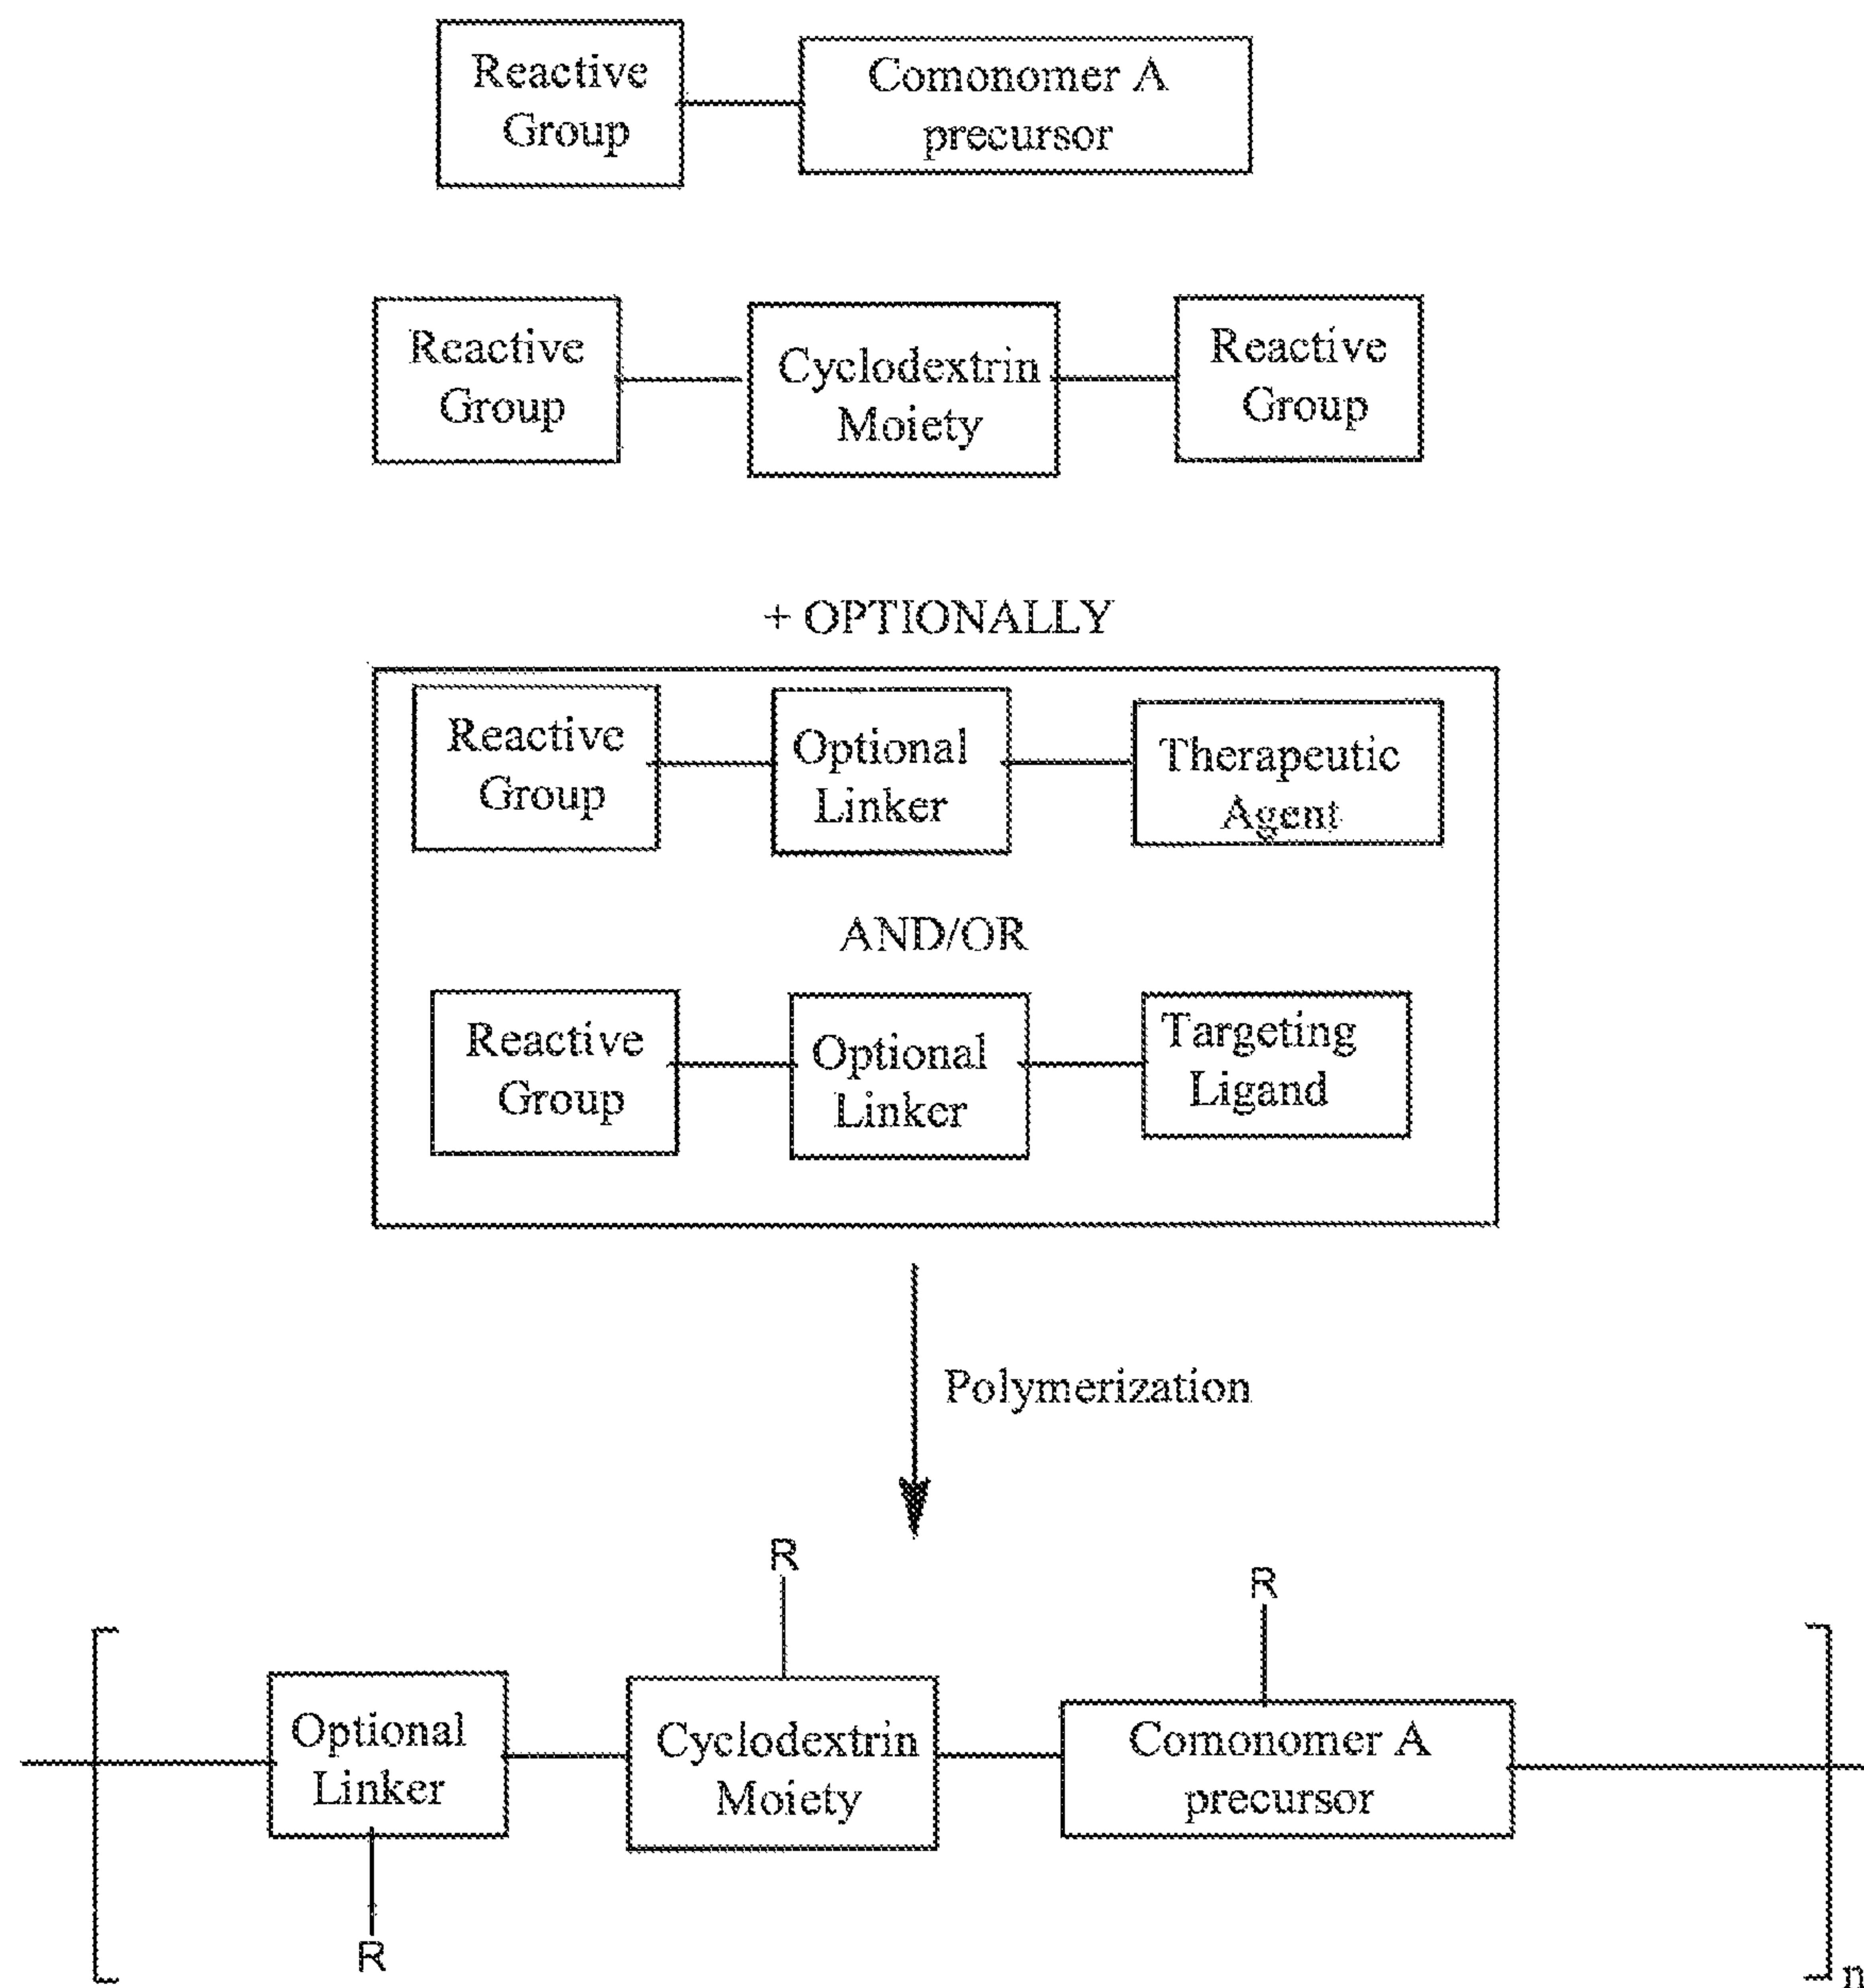 Reactive
Group
Comonomer A
precursor
Reactive
Group
Cyclodextrin
Moiety
Reactive
Group
+ OPTIONALLY
Reactive
Group
Optional
Linker
Therapeutic
Agent
AND/OR
Reactive
Group
Optional
Linker
Targeting
Ligand
Polymerization
R
R
Optional
Linker
Cyclodextrin
Moiety
Comonomer A
precursor
R
n